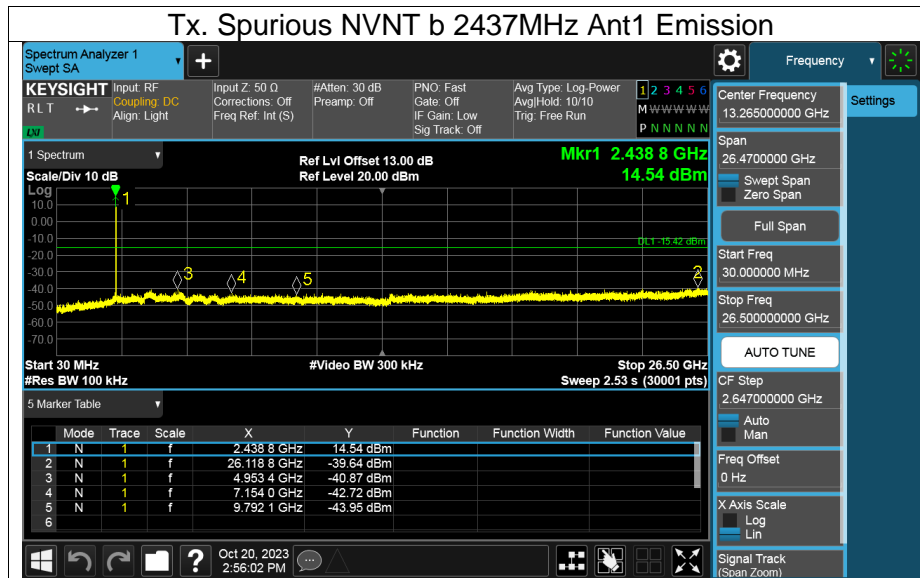 Tx. Spurious NVNT b 2437MHz Ant1 Emission
Spectrum Analyzer 1
Swept SA
+
Frequency
KEYSIGHT Input: RF Input Z: 50 Ω #Atten: 30 dB PNO: Fast Avg Type: Log-Power 1 2 3 4 5 6
RLT Coupling: DC Corrections: Off Preamp: Off Gate: Off Avg|Hold: 10/10 M W W W W W
Align: Light Freq Ref: Int (S) IF Gain: Low Trig: Free Run
LXI Sig Track: Off P N N N N N
1 Spectrum
Ref Lvl Offset 13.00 dB Mkr1 2.438 8 GHz
Scale/Div 10 dB Ref Level 20.00 dBm 14.54 dBm
Log
10.0
0.00
-10.0
-20.0
-30.0
-40.0
-50.0
-60.0
-70.0
1
DL1 -15.42 dBm
3
4
5
2
Start 30 MHz #Video BW 300 kHz Stop 26.50 GHz
#Res BW 100 kHz Sweep 2.53 s (30001 pts)
5 Marker Table
Mode Trace Scale X Y Function Function Width Function Value
1 N 1 f 2.438 8 GHz 14.54 dBm
2 N 1 f 26.118 8 GHz -39.64 dBm
3 N 1 f 4.953 4 GHz -40.87 dBm
4 N 1 f 7.154 0 GHz -42.72 dBm
5 N 1 f 9.792 1 GHz -43.95 dBm
6
Center Frequency
13.265000000 GHz
Settings
Span
26.4700000 GHz
Swept Span
Zero Span
Full Span
Start Freq
30.000000 MHz
Stop Freq
26.500000000 GHz
AUTO TUNE
CF Step
2.647000000 GHz
Auto
Man
Freq Offset
0 Hz
X Axis Scale
Log
Lin
Signal Track
(Span Zoom)
?
Oct 20, 2023
2:56:02 PM